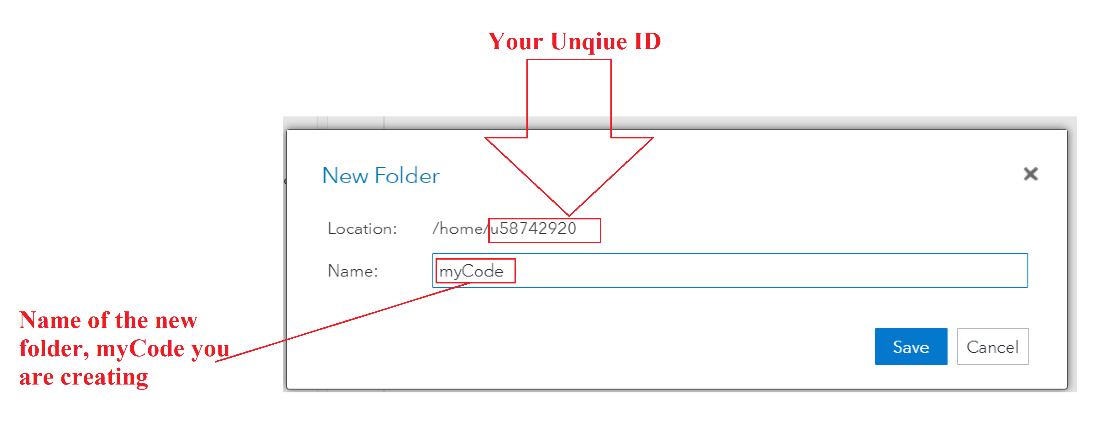 Your Unqiue ID
New Folder
Location: /home/u58742920
Name: myCode
Name of the new
folder, myCode you
are creating
Save Cancel